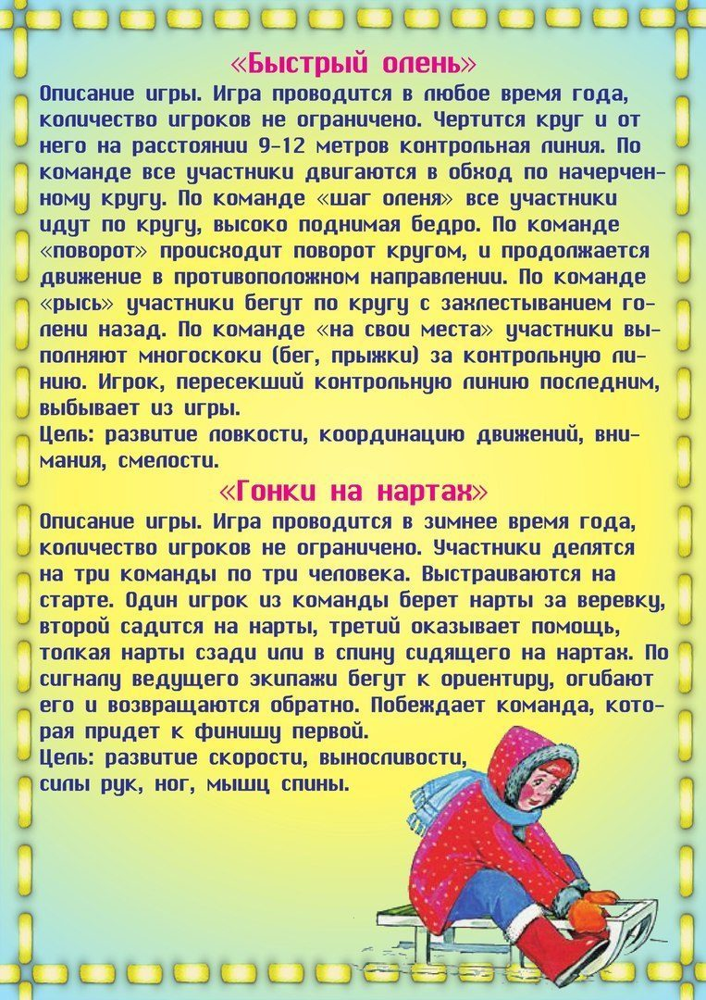 «Быстрый олень»
Описание игры. Игра проводится в любое время года,
количество игроков не ограничено. Чертится круг и от
него на расстоянии 9-12 метров контрольная линия. По
команде все участники двигаются в обход по начерчен-
ному кругу. По команде «шаг оленя» все участники
идут по кругу, высоко поднимая бедро. По команде
«поворот» происходит поворот кругом, и продолжается
движение в противоположном направлении. По команде
«рысь» участники бегут по кругу с захлестыванием го-
лени назад. По команде «на свои места» участники вы-
полняют многоскоки (бег, прыжки) за контрольную ли-
нию. Игрок, пересекший контрольную линию последним,
выбывает из игры.
Цель: развитие ловкости, координацию движений, вни-
мания, смелости.
«Гонки на нартах»
Описание игры. Игра проводится в зимнее время года,
количество игроков не ограничено. Участники делятся
на три команды по три человека. Выстраиваются на
старте. Один игрок из команды берет нарты за веревку,
второй садится на нарты, третий оказывает помощь,
толкая нарты сзади или в спину сидящего на нартах. По
сигналу ведущего экипажи бегут к ориентиру, огибают
его и возвращаются обратно. Побеждает команда, кото-
рая придет к финишу первой.
Цель: развитие скорости, выносливости,
силы рук, ног, мышц спины.